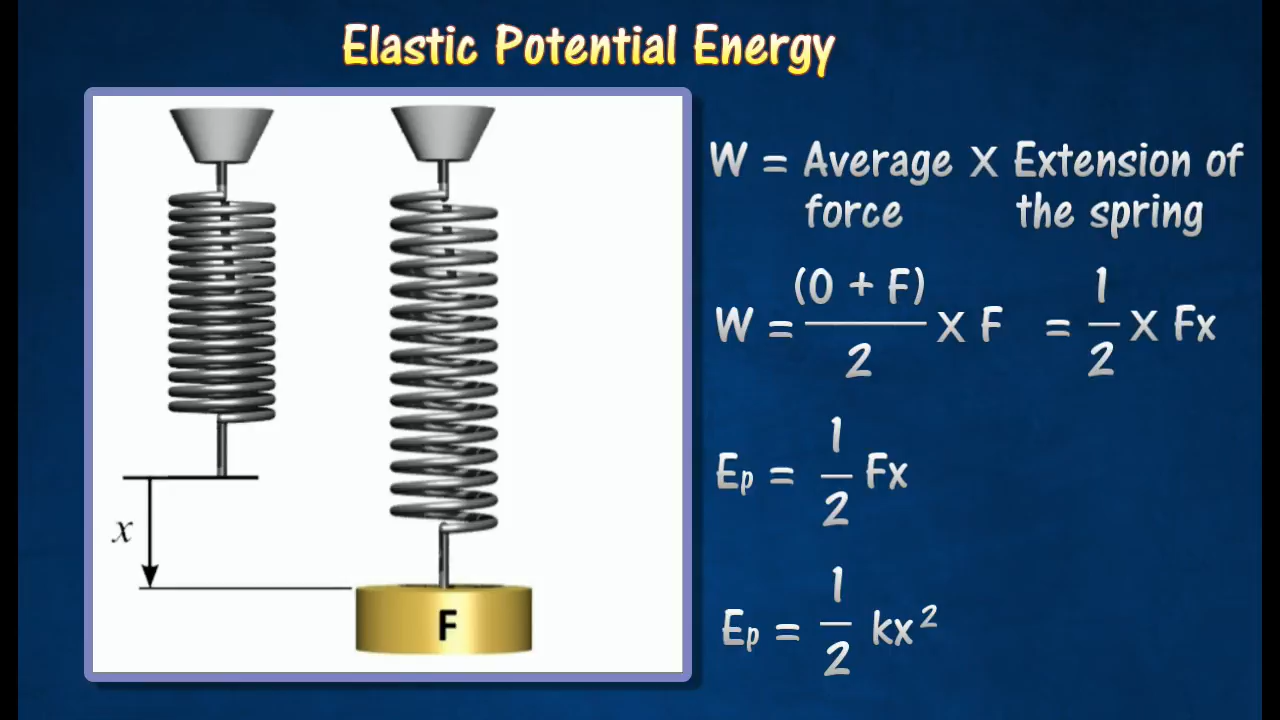 Elastic Potential Energy
W = Average X Extension of
force the spring
W = (0 + F)/2 X F = 1/2 X Fx
Ep = 1/2 Fx
x
F
Ep = 1/2 kx²